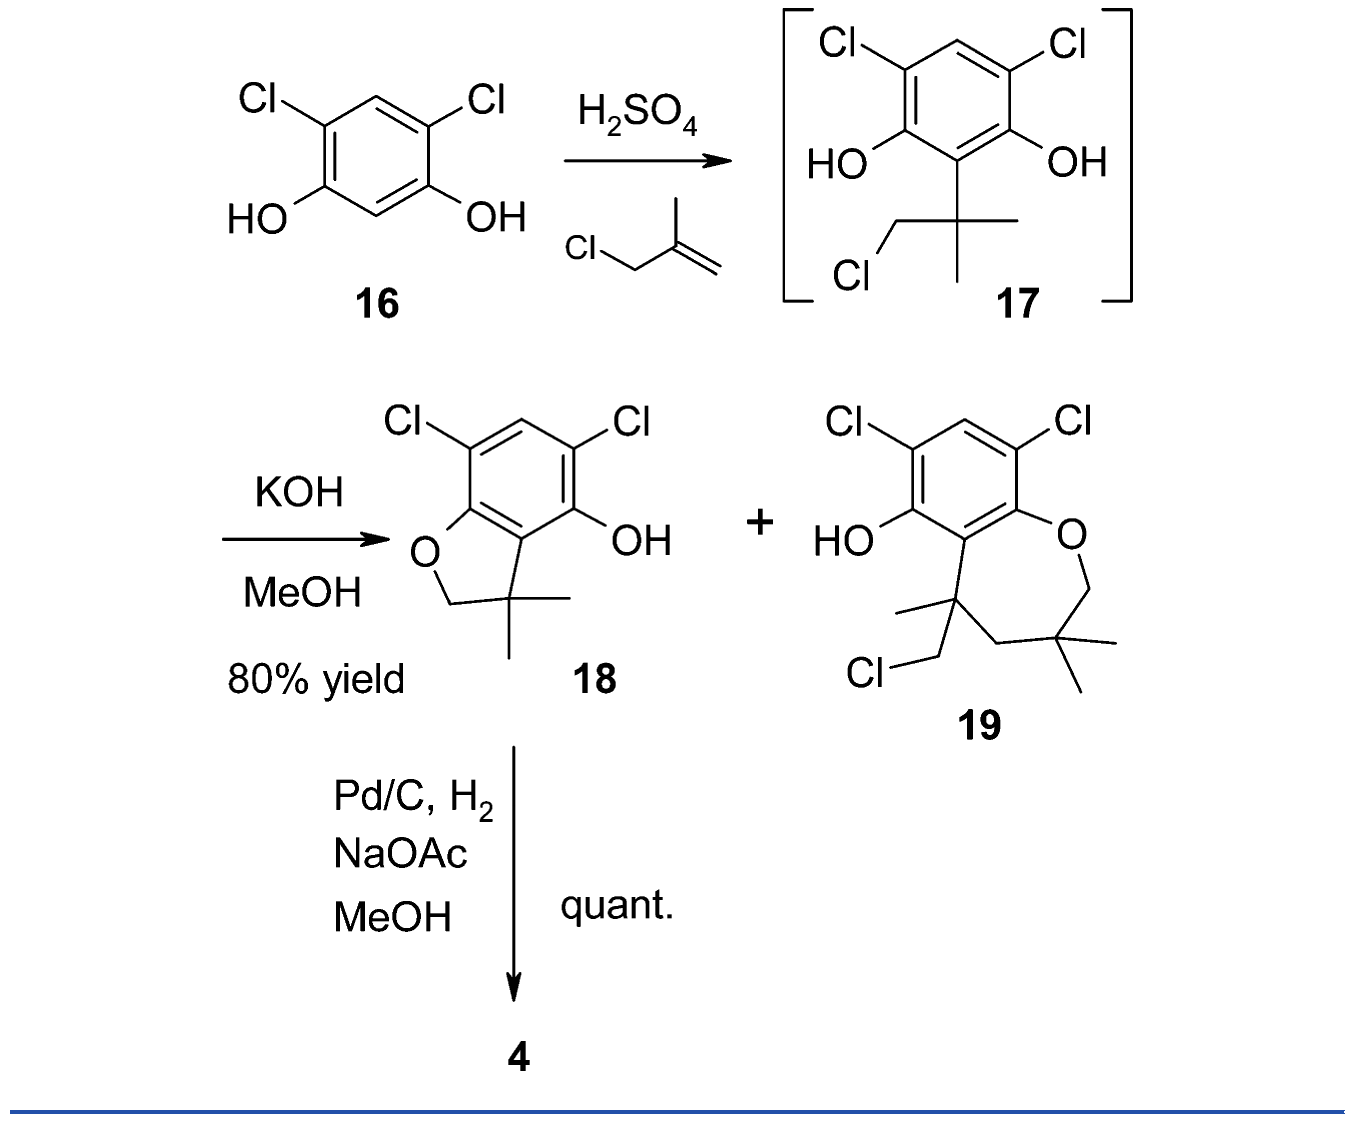 Cl Cl
HO OH
16
H2SO4
Cl
Cl Cl
HO OH
Cl
17
KOH
MeOH
80% yield
Cl Cl
O OH
18
+
Cl Cl
HO O
Cl
19
Pd/C, H2
NaOAc
MeOH
quant.
4